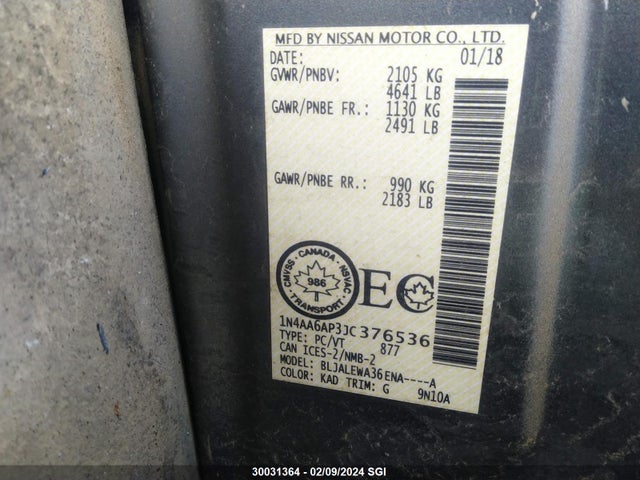 MFD BY NISSAN MOTOR CO., LTD.
DATE: 01/18
GVWR/PNBV: 2105 KG
4641 LB
GAWR/PNBE FR.: 1130 KG
2491 LB
GAWR/PNBE RR.: 990 KG
2183 LB
CMVSS · CANADA · NSVAC
986
TRANSPORT
EC
1N4AA6AP3JC376536
TYPE: PC/VT 877
CAN ICES-2/NMB-2
MODEL: BLJALEWA36ENA----A
COLOR: KAD TRIM: G 9N10A
30031364 - 02/09/2024 SGI